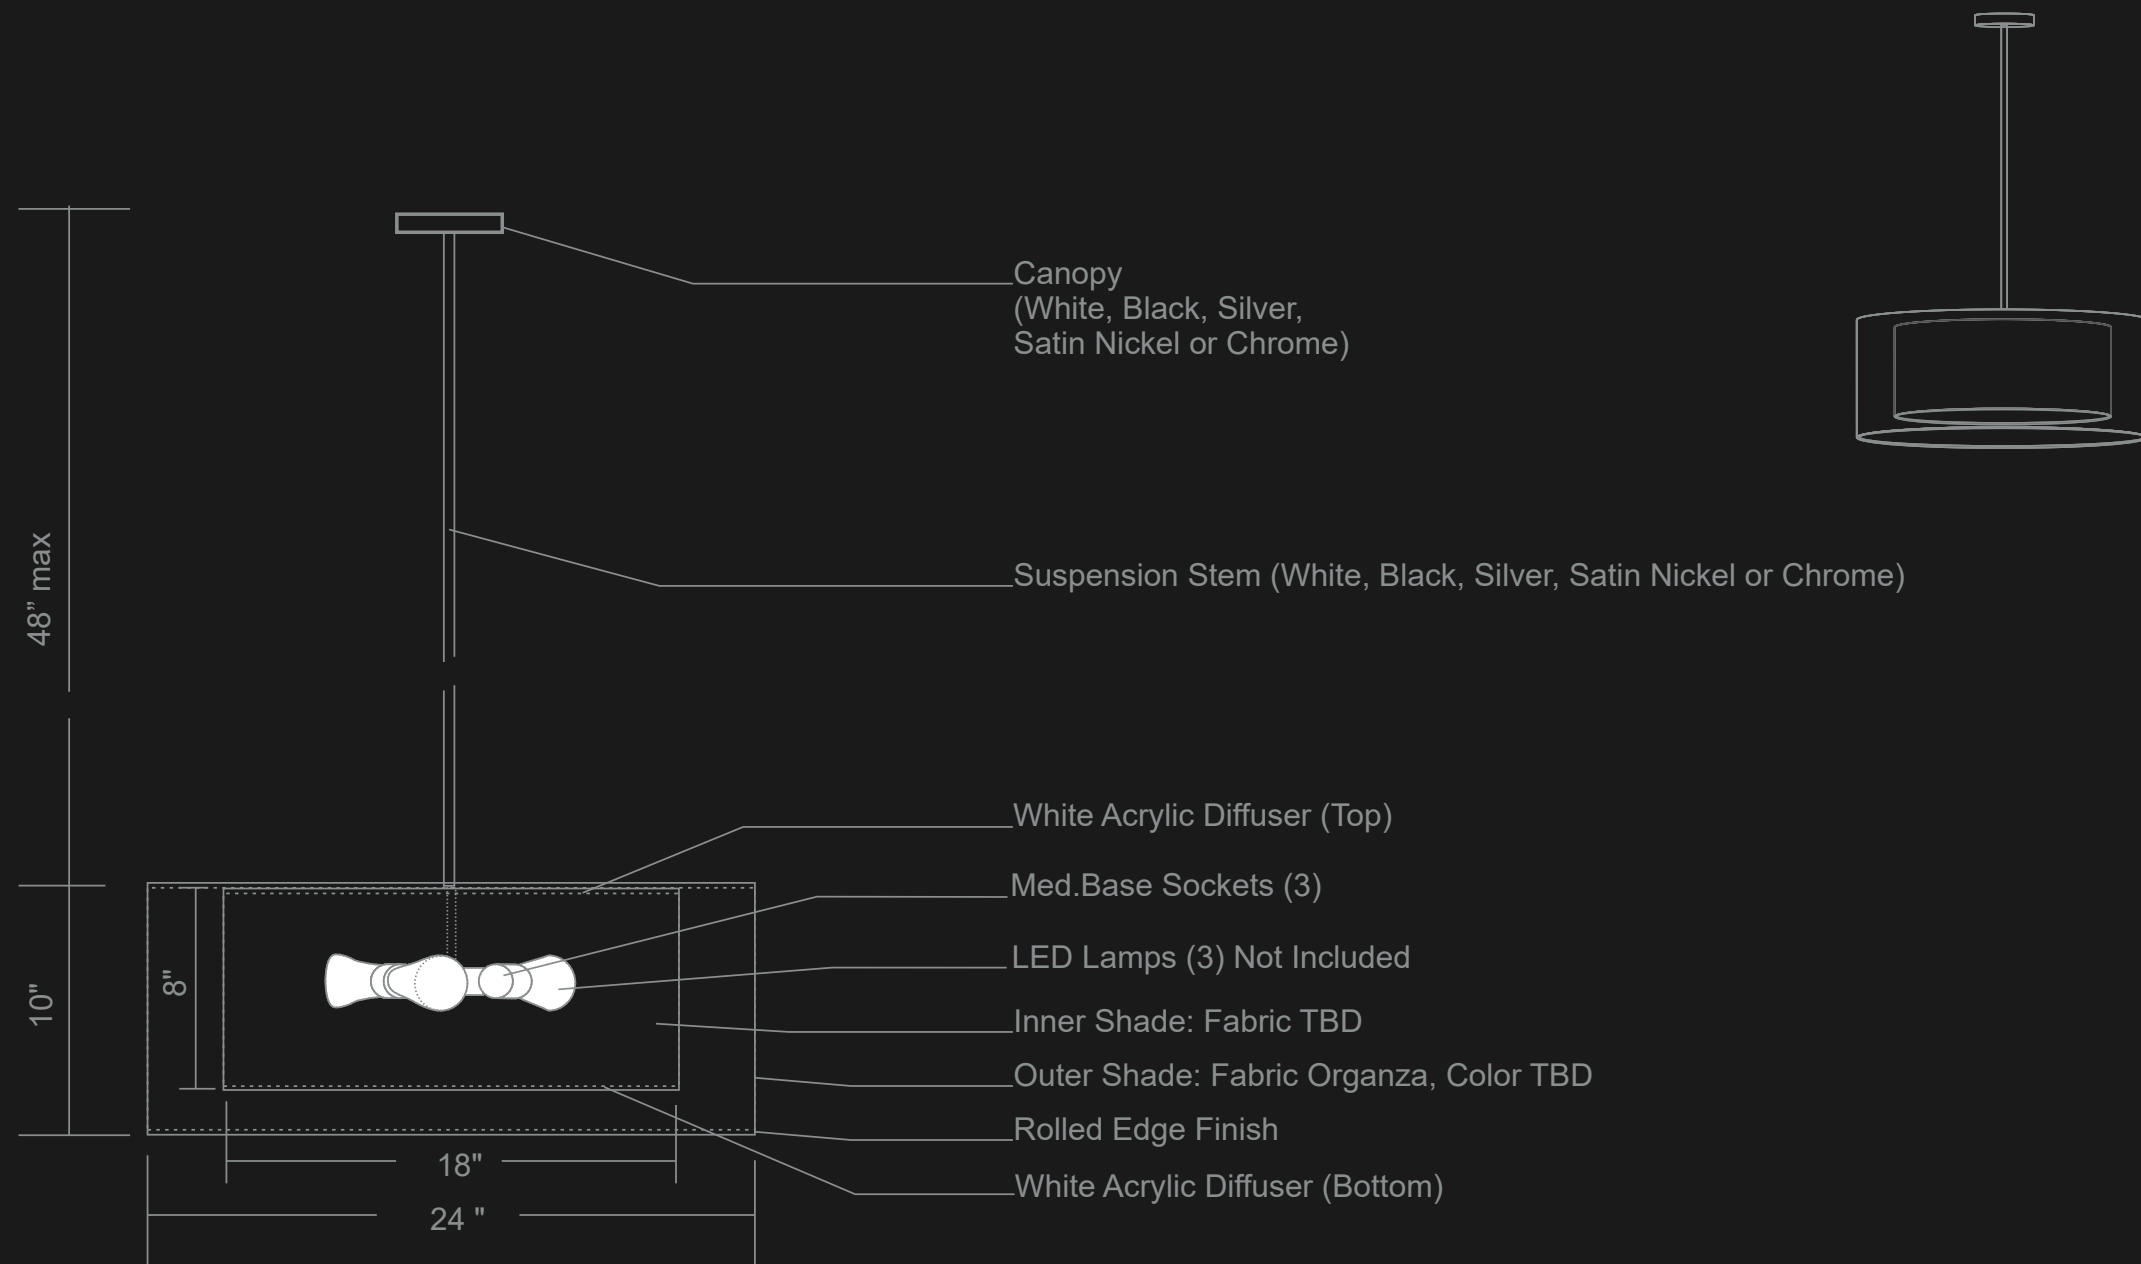 Canopy
(White, Black, Silver,
Satin Nickel or Chrome)
48” max
Suspension Stem (White, Black, Silver, Satin Nickel or Chrome)
White Acrylic Diffuser (Top)
Med.Base Sockets (3)
LED Lamps (3) Not Included
8"
10"
Inner Shade: Fabric TBD
Outer Shade: Fabric Organza, Color TBD
Rolled Edge Finish
18"
White Acrylic Diffuser (Bottom)
24 "